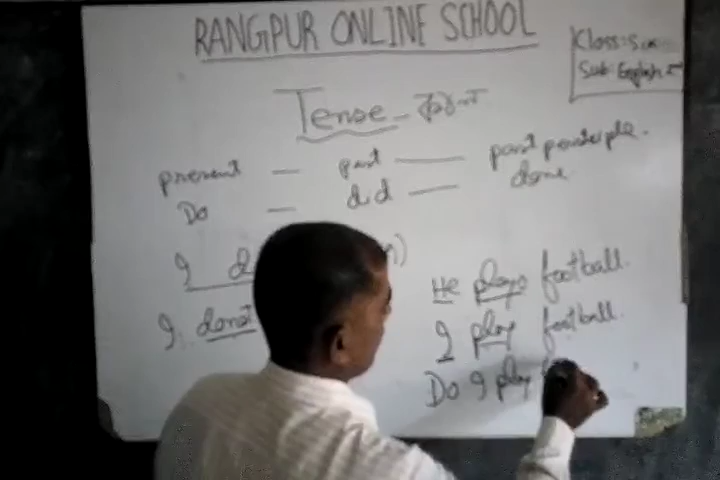 RANGPUR ONLINE SCHOOL
Class: Six
Sub: English 2nd
Tense - কাল
present — past — past participle.
Do — did — done
I
I donot
He plays football.
I play football.
Do I play